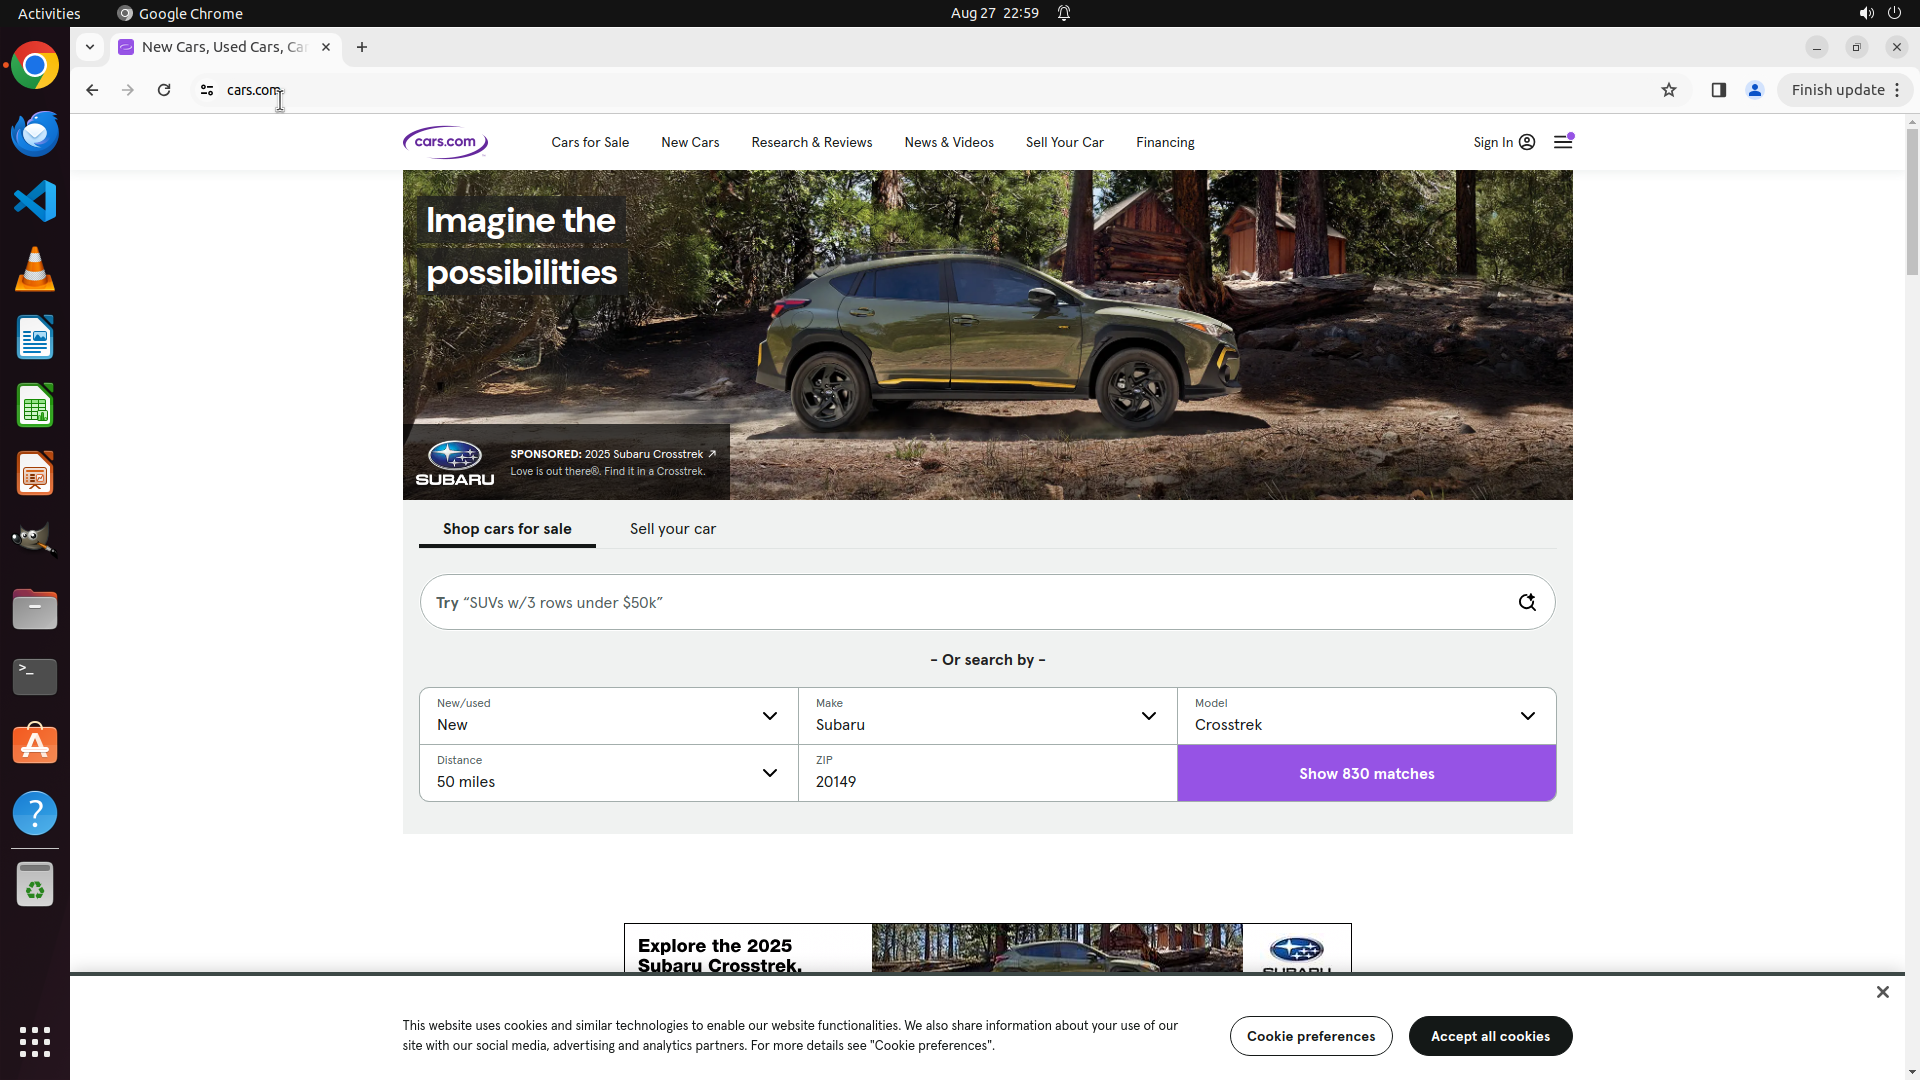 Activities
Google Chrome
Aug 27 22:59
New Cars, Used Cars, Car
cars.com
Finish update
cars.com
Cars for Sale
New Cars
Research & Reviews
News & Videos
Sell Your Car
Financing
Sign In
Imagine the
possibilities
SUBARU
SPONSORED: 2025 Subaru Crosstrek ↗
Love is out there®. Find it in a Crosstrek.
Shop cars for sale
Sell your car
Try “SUVs w/3 rows under $50k”
- Or search by -
New/used
New
Make
Subaru
Model
Crosstrek
Distance
50 miles
ZIP
20149
Show 830 matches
Explore the 2025
Subaru Crosstrek.
SUBARU
This website uses cookies and similar technologies to enable our website functionalities. We also share information about your use of our
site with our social media, advertising and analytics partners. For more details see "Cookie preferences".
Cookie preferences
Accept all cookies